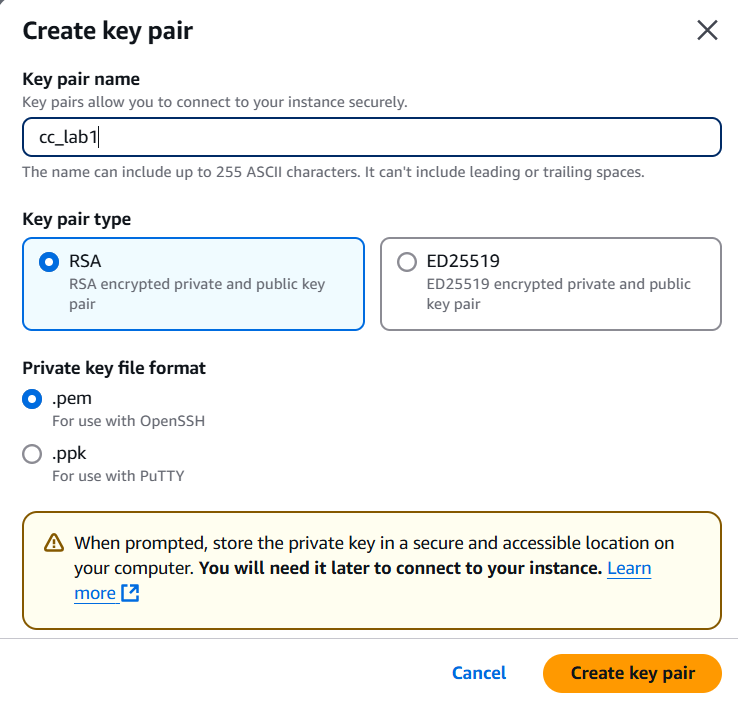 Create key pair
Key pair name
Key pairs allow you to connect to your instance securely.
cc_lab1
The name can include up to 255 ASCII characters. It can't include leading or trailing spaces.
Key pair type
RSA
RSA encrypted private and public key
pair
ED25519
ED25519 encrypted private and public
key pair
Private key file format
.pem
For use with OpenSSH
.ppk
For use with PuTTY
When prompted, store the private key in a secure and accessible location on
your computer. You will need it later to connect to your instance. Learn
more
Cancel
Create key pair